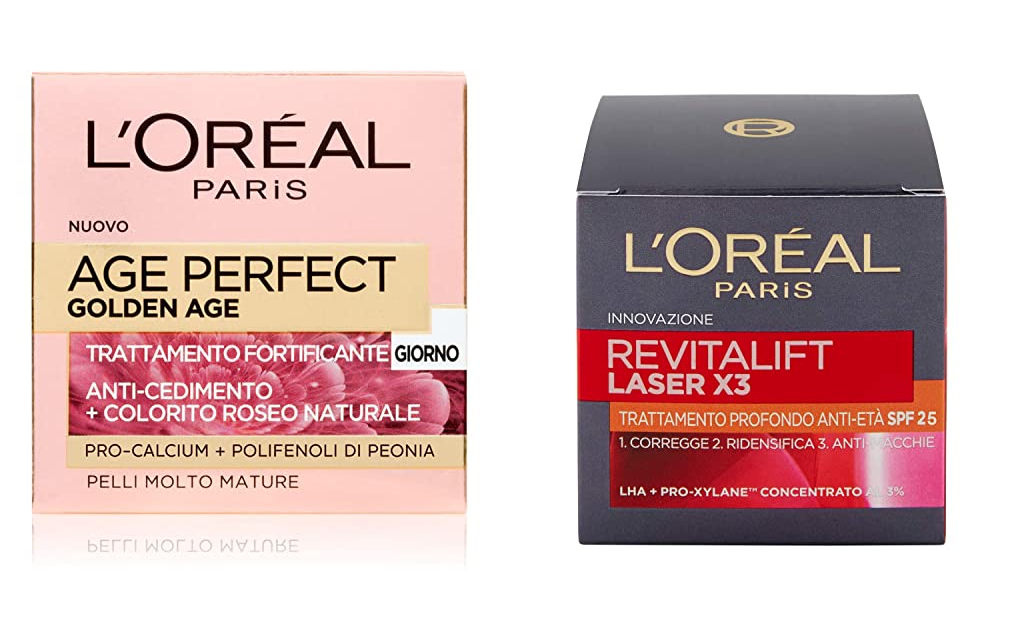 L'ORÉAL
PARiS
NUOVO
AGE PERFECT
GOLDEN AGE
TRATTAMENTO FORTIFICANTE GIORNO
ANTI-CEDIMENTO
+ COLORITO ROSEO NATURALE
PRO-CALCIUM + POLIFENOLI DI PEONIA
PELLI MOLTO MATURE
L'ORÉAL
PARiS
INNOVAZIONE
REVITALIFT
LASER X3
TRATTAMENTO PROFONDO ANTI-ETÀ SPF 25
1. CORREGGE 2. RIDENSIFICA 3. ANTI-MACCHIE
LHA + PRO-XYLANE™ CONCENTRATO AL 3%